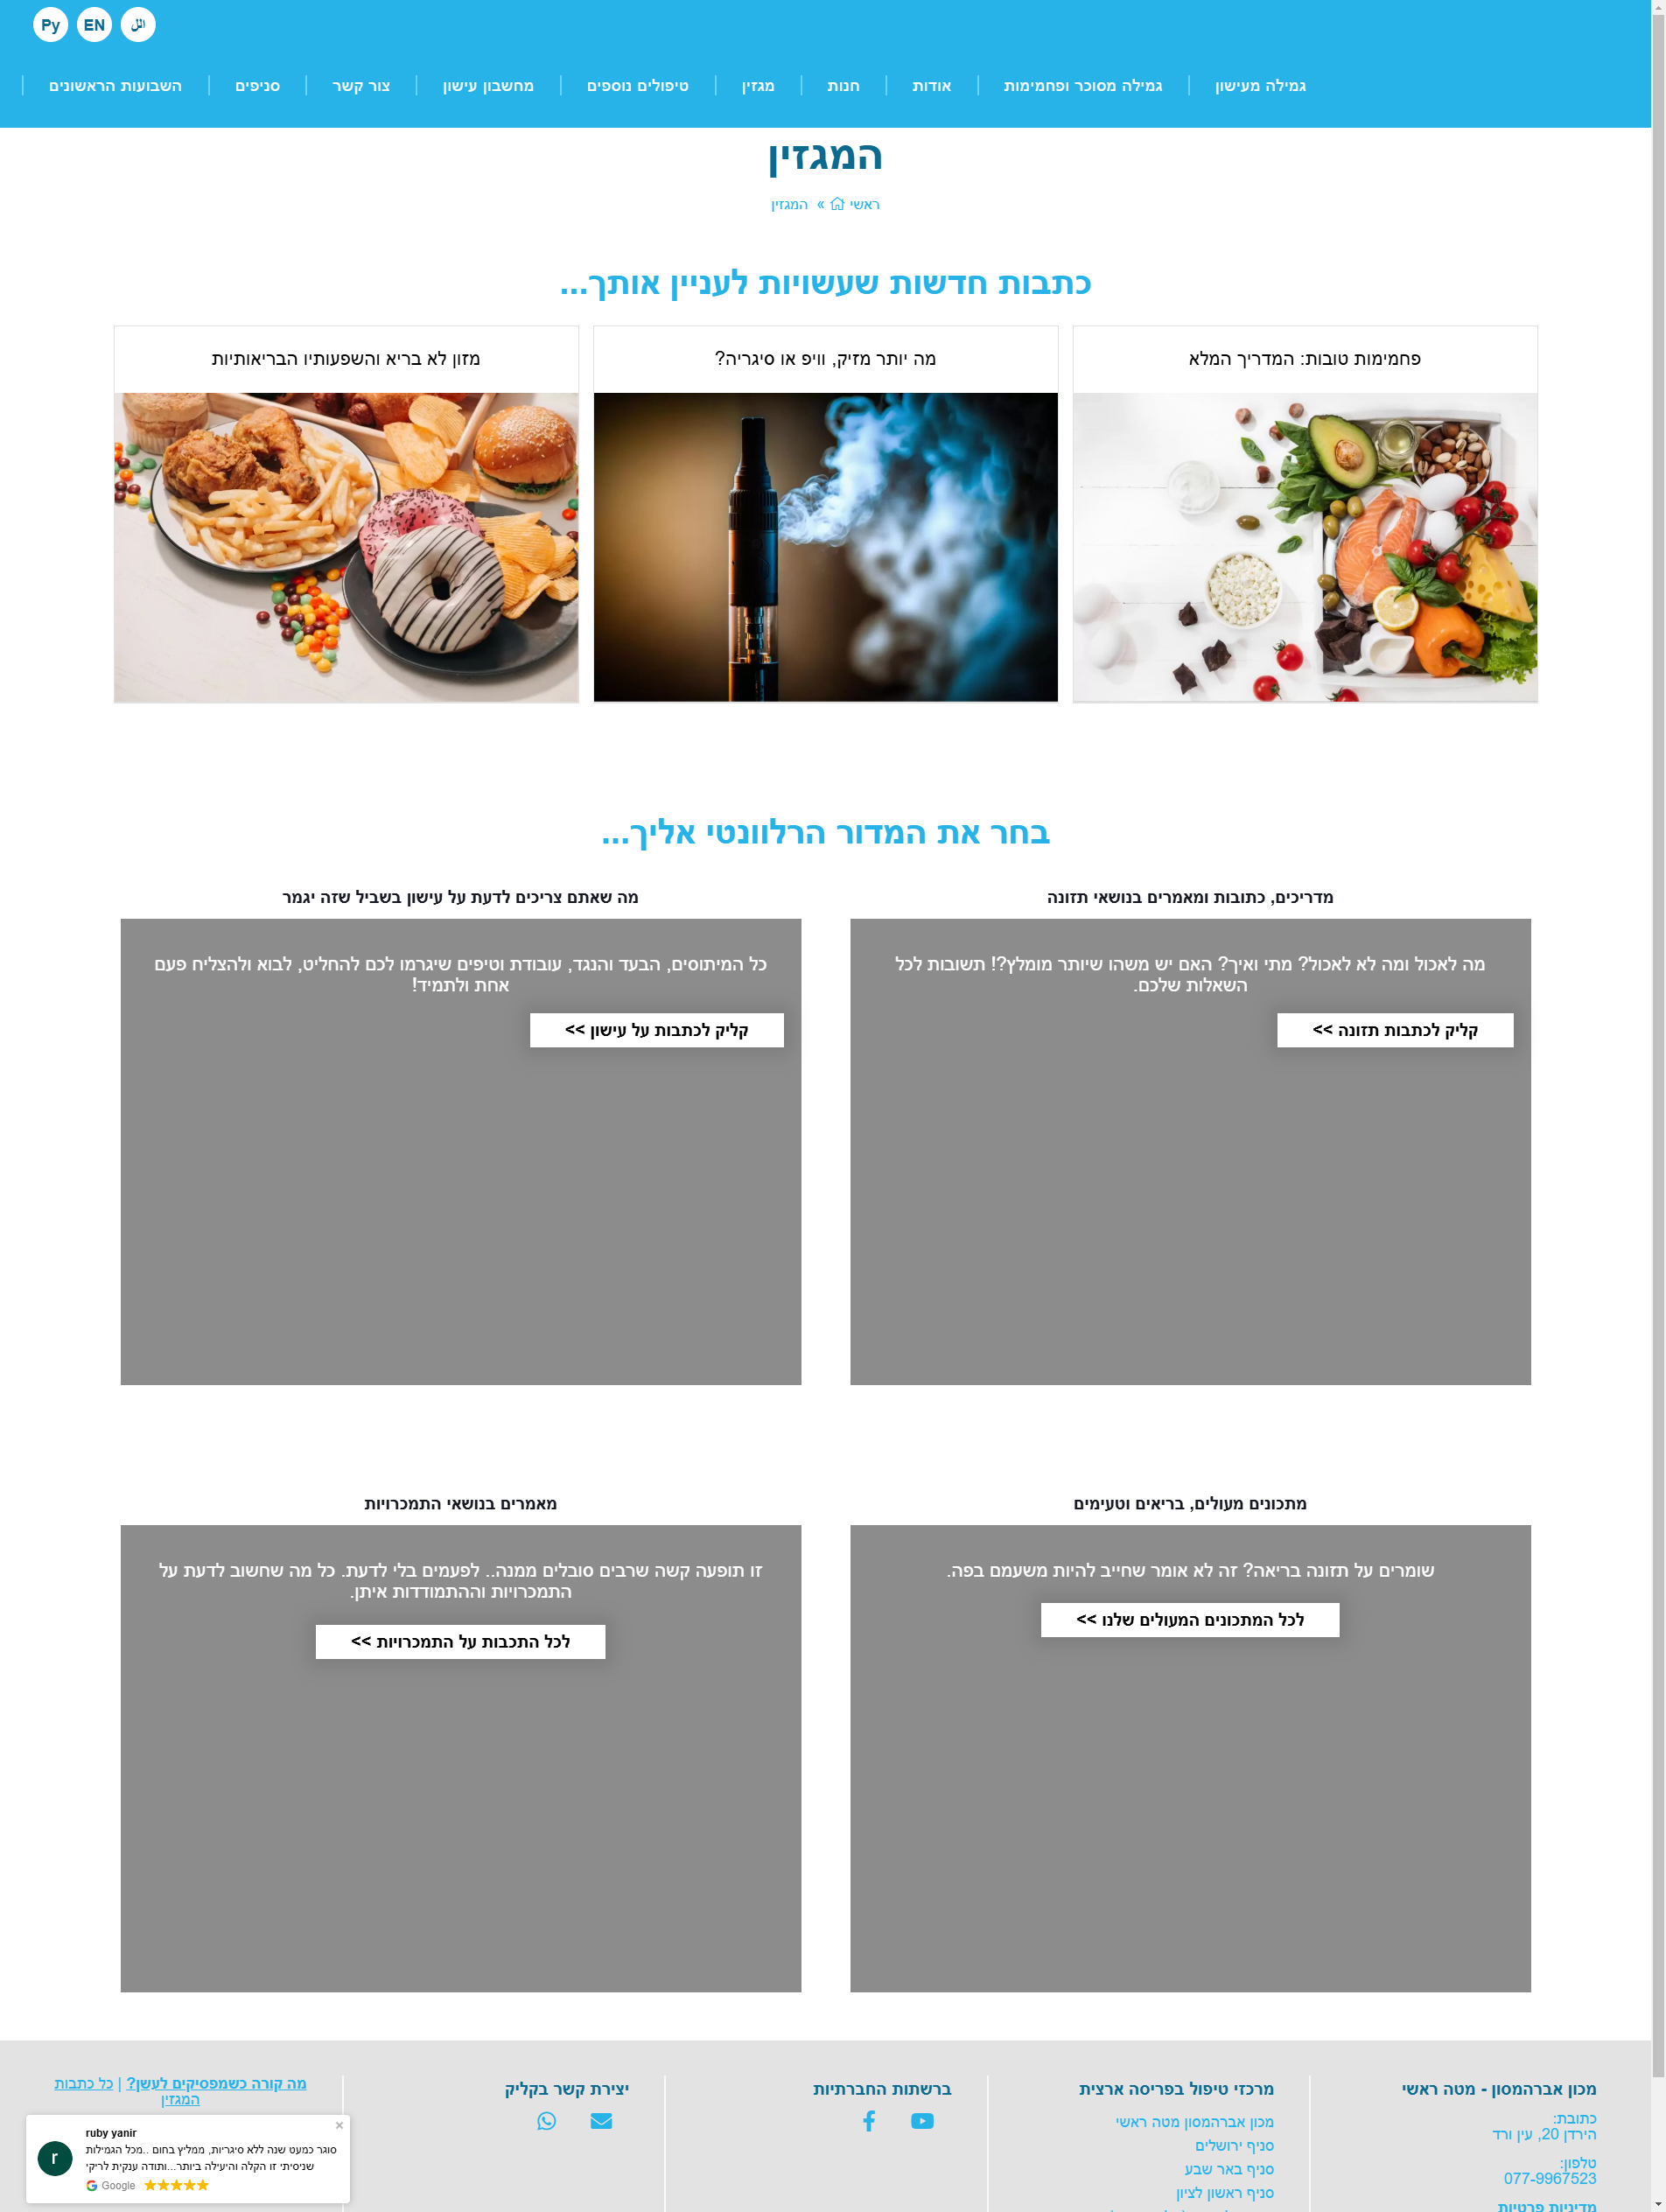 Py
EN
גמילה מעישון
גמילה מסוכר ופחמימות
אודות
חנות
מגזין
טיפולים נוספים
מחשבון עישון
צור קשר
סניפים
השבועות הראשונים
המגזין
ראשי » המגזין
כתבות חדשות שעשויות לעניין אותך...
פחמימות טובות: המדריך המלא
מה יותר מזיק, וויפ או סיגריה?
מזון לא בריא והשפעותיו הבריאותיות
בחר את המדור הרלוונטי אליך...
מדריכים, כתובות ומאמרים בנושאי תזונה
מה לאכול ומה לא לאכול? מתי ואיך? האם יש משהו שיותר מומלץ?! תשובות לכל
השאלות שלכם.
קליק לכתבות תזונה >>
מה שאתם צריכים לדעת על עישון בשביל שזה יגמר
כל המיתוסים, הבעד והנגד, עובדת וטיפים שיגרמו לכם להחליט, לבוא ולהצליח פעם
אחת ולתמיד!
קליק לכתבות על עישון >>
מתכונים מעולים, בריאים וטעימים
שומרים על תזונה בריאה? זה לא אומר שחייב להיות משעמם בפה.
לכל המתכונים המעולים שלנו >>
מאמרים בנושאי התמכרויות
זו תופעה קשה שרבים סובלים ממנה.. לפעמים בלי לדעת. כל מה שחשוב לדעת על
התמכרויות וההתמודדות איתן.
לכל התכבות על התמכרויות >>
מכון אברהמסון - מטה ראשי
כתובת:
הירדן 20, עין ורד
טלפון:
077-9967523
מדיניות פרטיות
מרכזי טיפול בפריסה ארצית
מכון אברהמסון מטה ראשי
סניף ירושלים
סניף באר שבע
סניף ראשון לציון
ברשתות החברתיות
יצירת קשר בקליק
מה קורה כשמפסיקים לעשן? | כל כתבות
המגזין
r
ruby yanir
סוגר כמעט שנה ללא סיגריות, ממליץ בחום ..מכל הגמילות
שניסיתי זו הקלה והיעילה ביותר...ותודה ענקית לריקי
Google